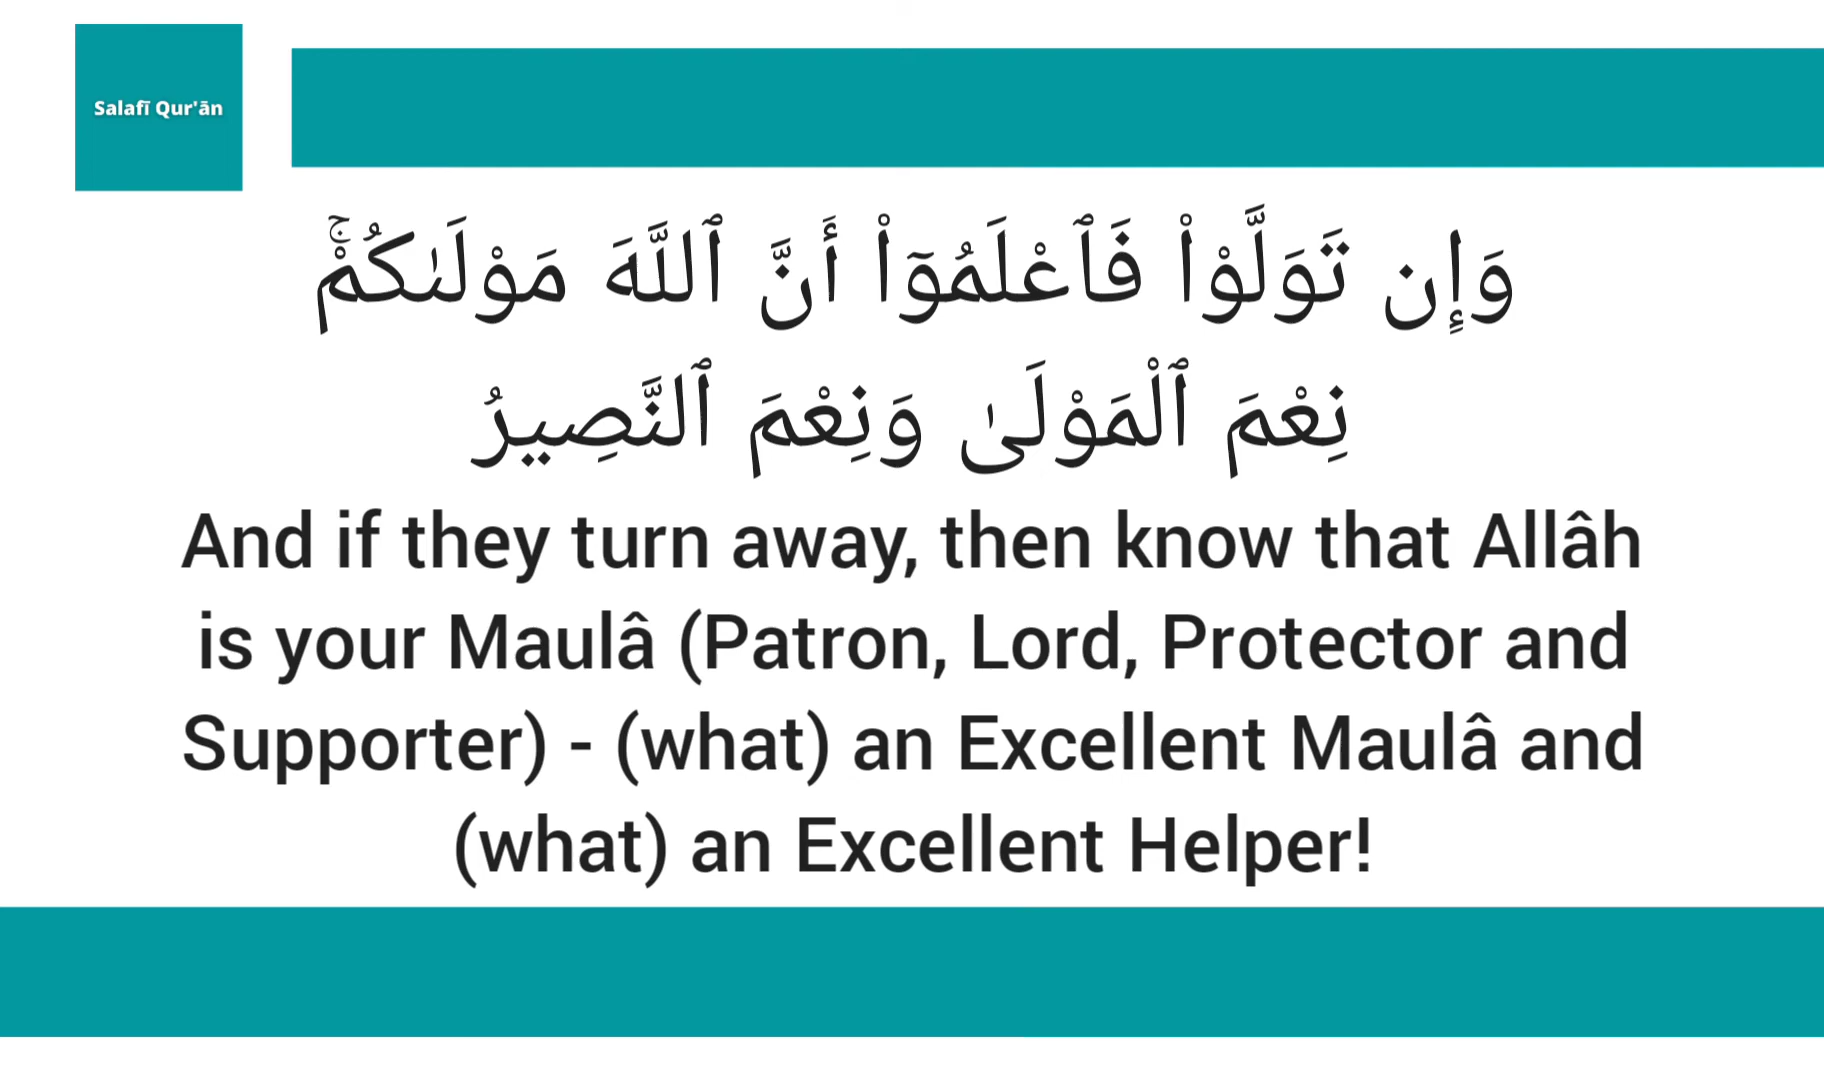 Salafī Qur'ān
وَإِن تَوَلَّوْا۟ فَٱعْلَمُوٓا۟ أَنَّ ٱللَّهَ مَوْلَىٰكُمْ ۚ
نِعْمَ ٱلْمَوْلَىٰ وَنِعْمَ ٱلنَّصِيرُ
And if they turn away, then know that Allâh
is your Maulâ (Patron, Lord, Protector and
Supporter) - (what) an Excellent Maulâ and
(what) an Excellent Helper!